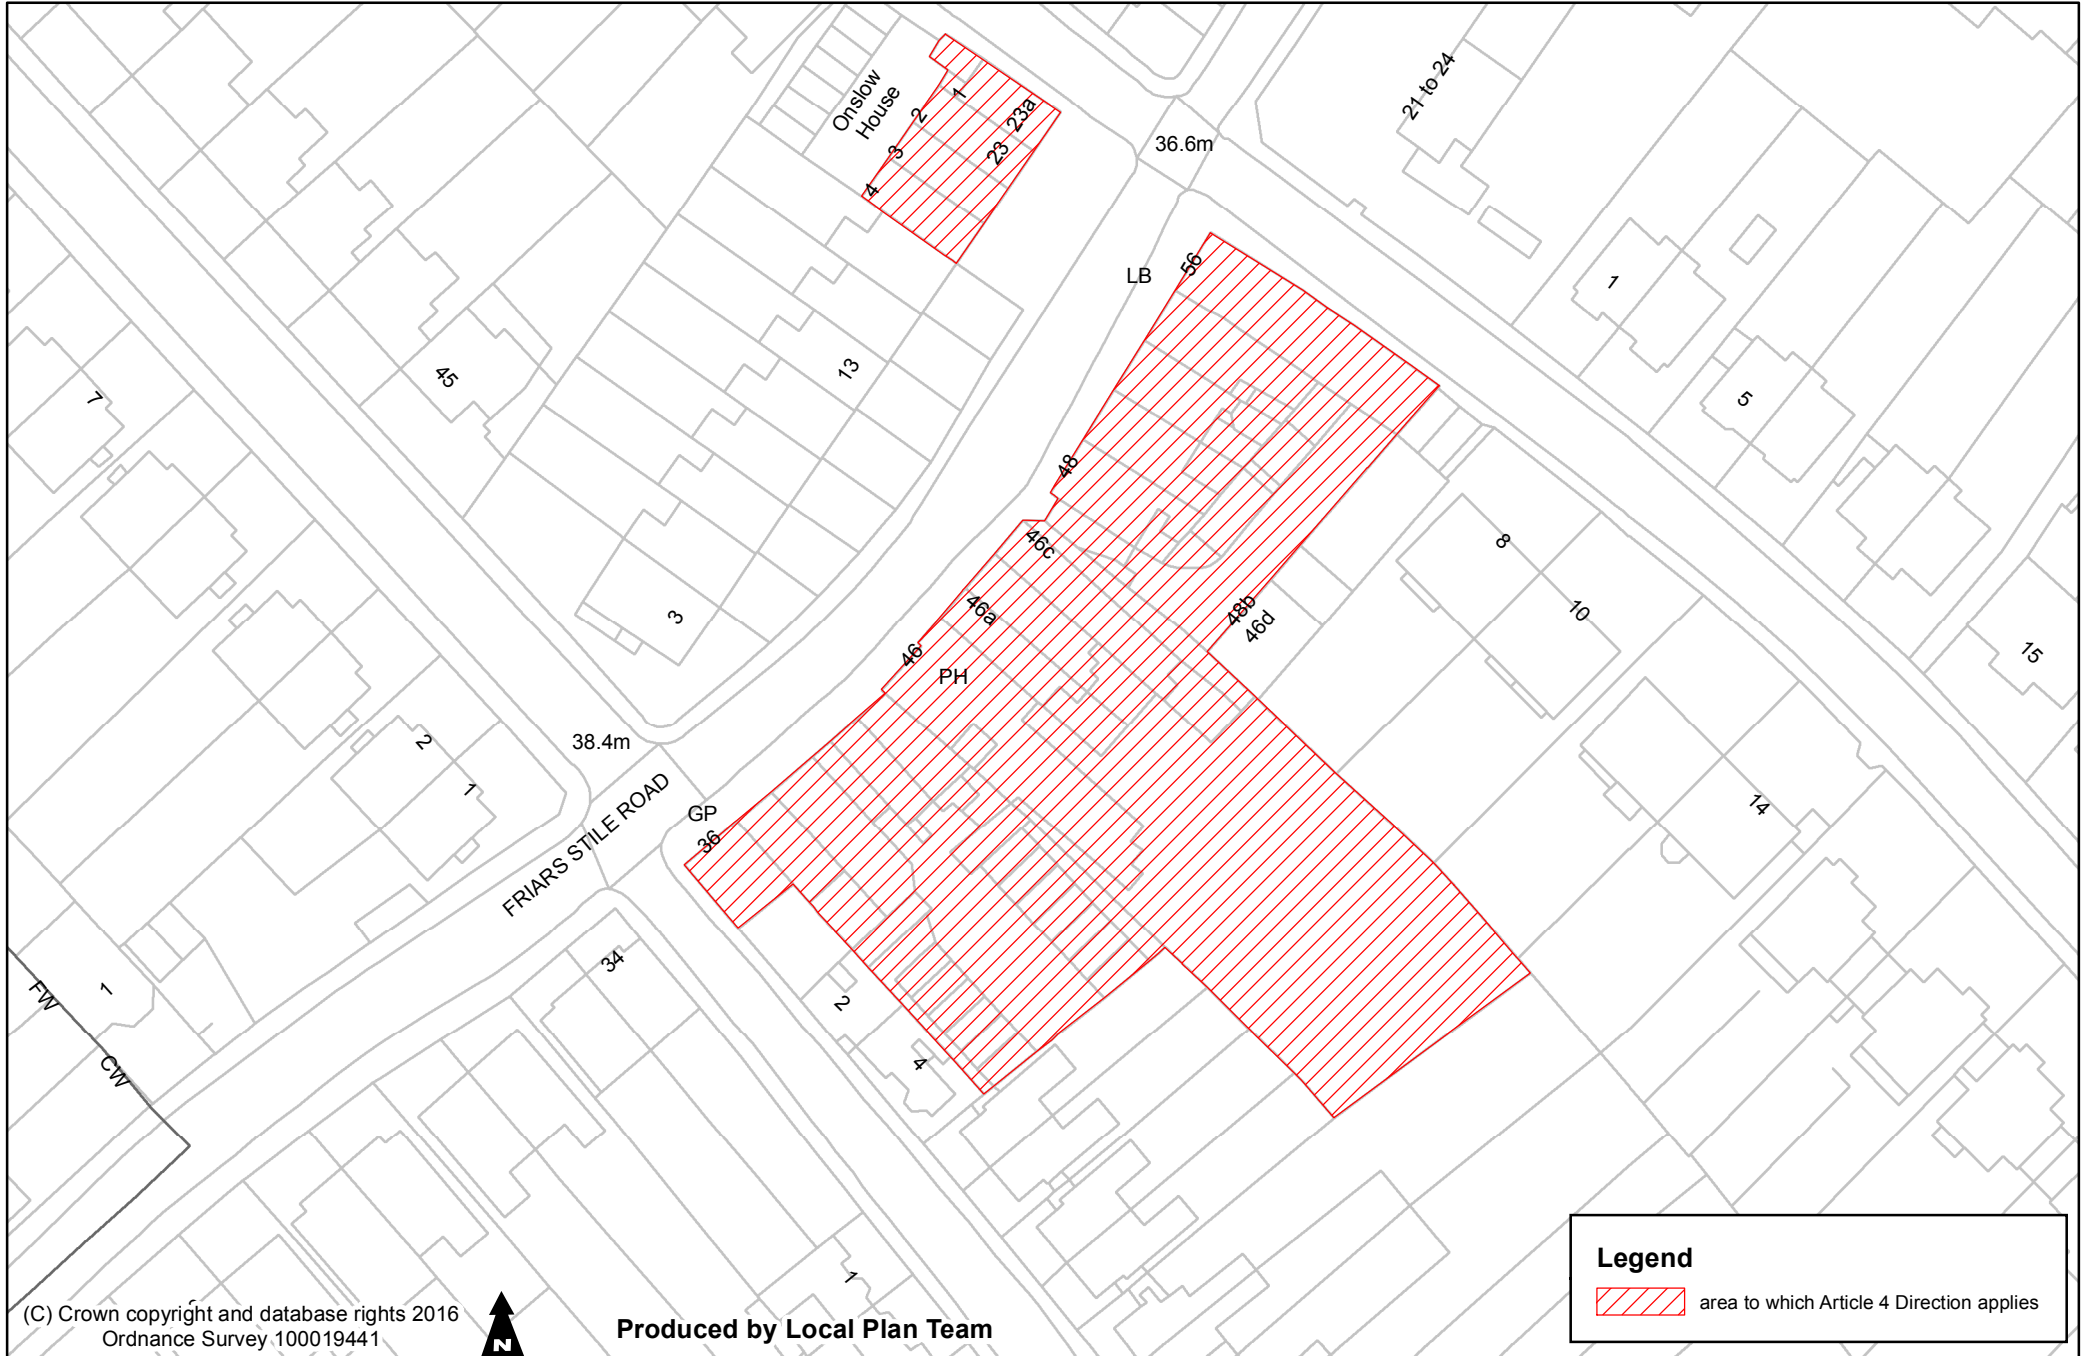 Onslow
House
1
2
3
4
23a
23
36.6m
21 to 24
LB
56
1
5
45
7
13
48
46c
46a
46
PH
48b
46d
8
10
15
3
2
1
38.4m
GP
36
FRIARS STILE ROAD
14
34
2
4
1
FW
CW
1
Legend
area to which Article 4 Direction applies
(C) Crown copyright and database rights 2016
Ordnance Survey 100019441
N
Produced by Local Plan Team